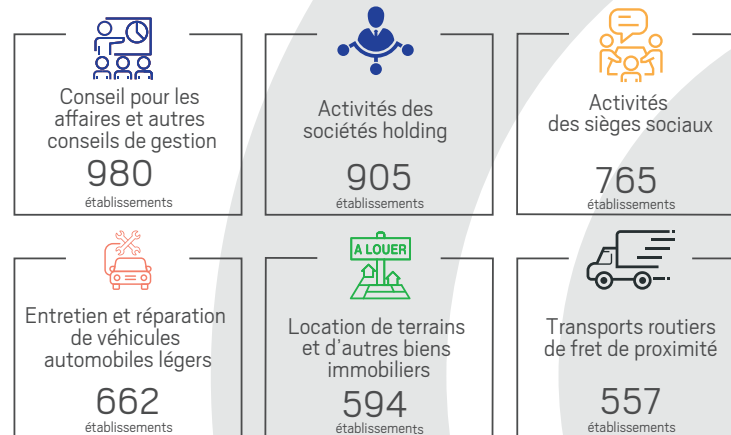 Conseil pour les
affaires et autres
conseils de gestion
980
établissements
Activités des
sociétés holding
905
établissements
Activités
des sièges sociaux
765
établissements
Entretien et réparation
de véhicules
automobiles légers
662
établissements
A LOUER
Location de terrains
et d'autres biens
immobiliers
594
établissements
Transports routiers
de fret de proximité
557
établissements